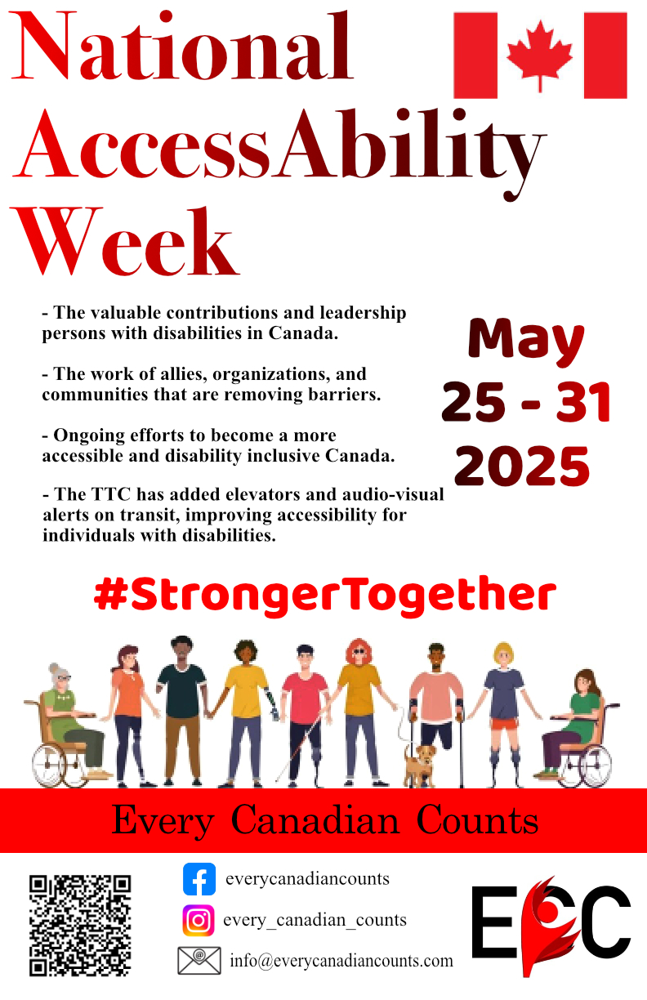 National
AccessAbility
Week
- The valuable contributions and leadership
persons with disabilities in Canada.
- The work of allies, organizations, and
communities that are removing barriers.
- Ongoing efforts to become a more
accessible and disability inclusive Canada.
- The TTC has added elevators and audio-visual
alerts on transit, improving accessibility for
individuals with disabilities.
May
25 - 31
2025
#StrongerTogether
Every Canadian Counts
everycanadiancounts
every_canadian_counts
info@everycanadiancounts.com
ECC